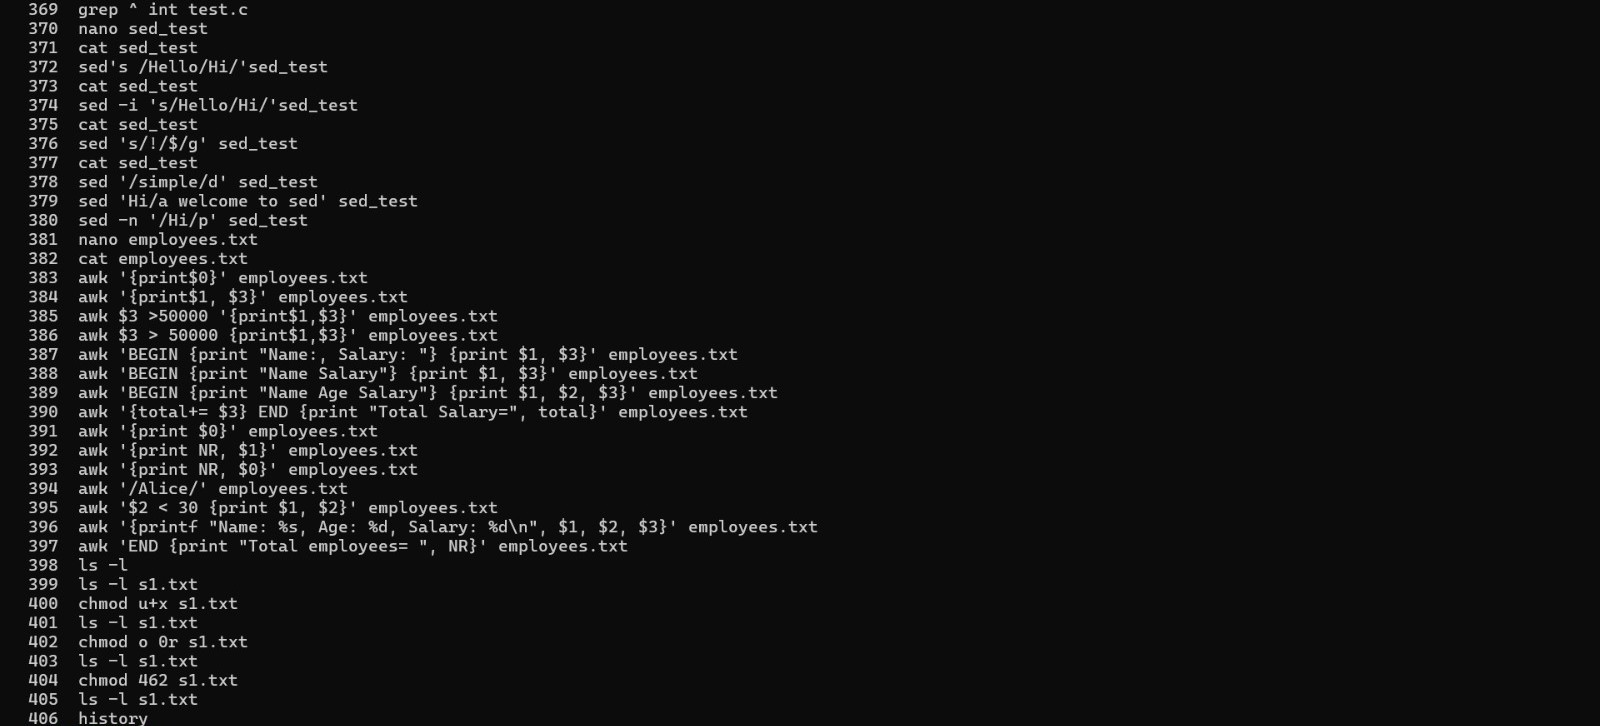 369 grep ^ int test.c
370 nano sed_test
371 cat sed_test
372 sed's /Hello/Hi/'sed_test
373 cat sed_test
374 sed -i 's/Hello/Hi/'sed_test
375 cat sed_test
376 sed 's/!/$/g' sed_test
377 cat sed_test
378 sed '/simple/d' sed_test
379 sed 'Hi/a welcome to sed' sed_test
380 sed -n '/Hi/p' sed_test
381 nano employees.txt
382 cat employees.txt
383 awk '{print$0}' employees.txt
384 awk '{print$1, $3}' employees.txt
385 awk $3 >50000 '{print$1,$3}' employees.txt
386 awk $3 > 50000 {print$1,$3}' employees.txt
387 awk 'BEGIN {print "Name:, Salary: "} {print $1, $3}' employees.txt
388 awk 'BEGIN {print "Name Salary"} {print $1, $3}' employees.txt
389 awk 'BEGIN {print "Name Age Salary"} {print $1, $2, $3}' employees.txt
390 awk '{total+= $3} END {print "Total Salary=", total}' employees.txt
391 awk '{print $0}' employees.txt
392 awk '{print NR, $1}' employees.txt
393 awk '{print NR, $0}' employees.txt
394 awk '/Alice/' employees.txt
395 awk '$2 < 30 {print $1, $2}' employees.txt
396 awk '{printf "Name: %s, Age: %d, Salary: %d\n", $1, $2, $3}' employees.txt
397 awk 'END {print "Total employees= ", NR}' employees.txt
398 ls -l
399 ls -l s1.txt
400 chmod u+x s1.txt
401 ls -l s1.txt
402 chmod o 0r s1.txt
403 ls -l s1.txt
404 chmod 462 s1.txt
405 ls -l s1.txt
406 history